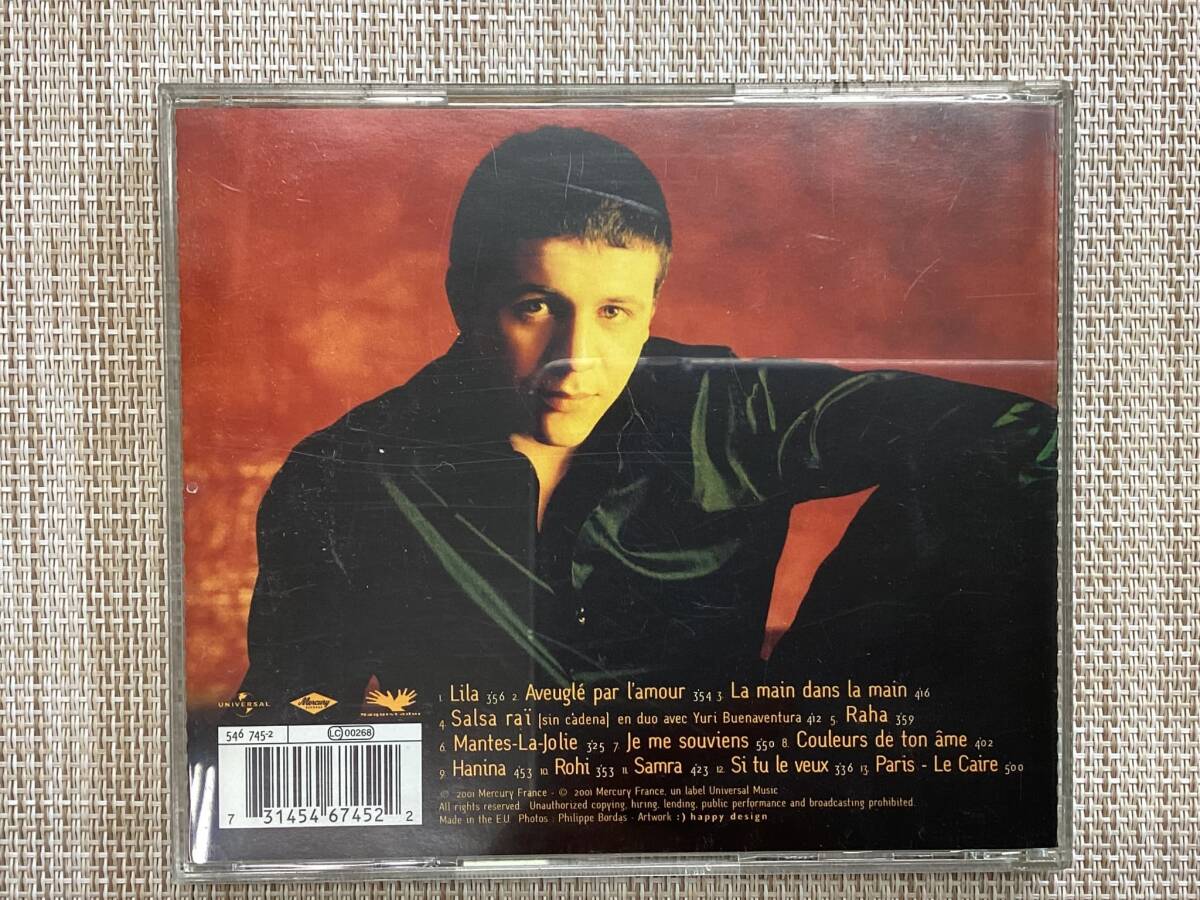 1. Lila 3'56 2. Aveuglé par l'amour 3'54 3. La main dans la main 4'16
4. Salsa raï |sin càdena| en duo avec Yuri Buenaventura 4'12 5. Raha 3'59
6. Mantes-La-Jolie 3'25 7. Je me souviens 5'50 8. Couleurs de ton âme 4'02
9. Hanina 4'53 10. Rohi 3'53 11. Samra 4'23 12. Si tu le veux 3'36 13. Paris - Le Caire 5'00
℗ 2001 Mercury France · © 2001 Mercury France, un label Universal Music
All rights reserved. Unauthorized copying, hiring, lending, public performance and broadcasting prohibited.
Made in the E.U. Photos : Philippe Bordas · Artwork :) happy design
UNIVERSAL
Mercury
546 745-2
LC 00268
7 31454 67452 2